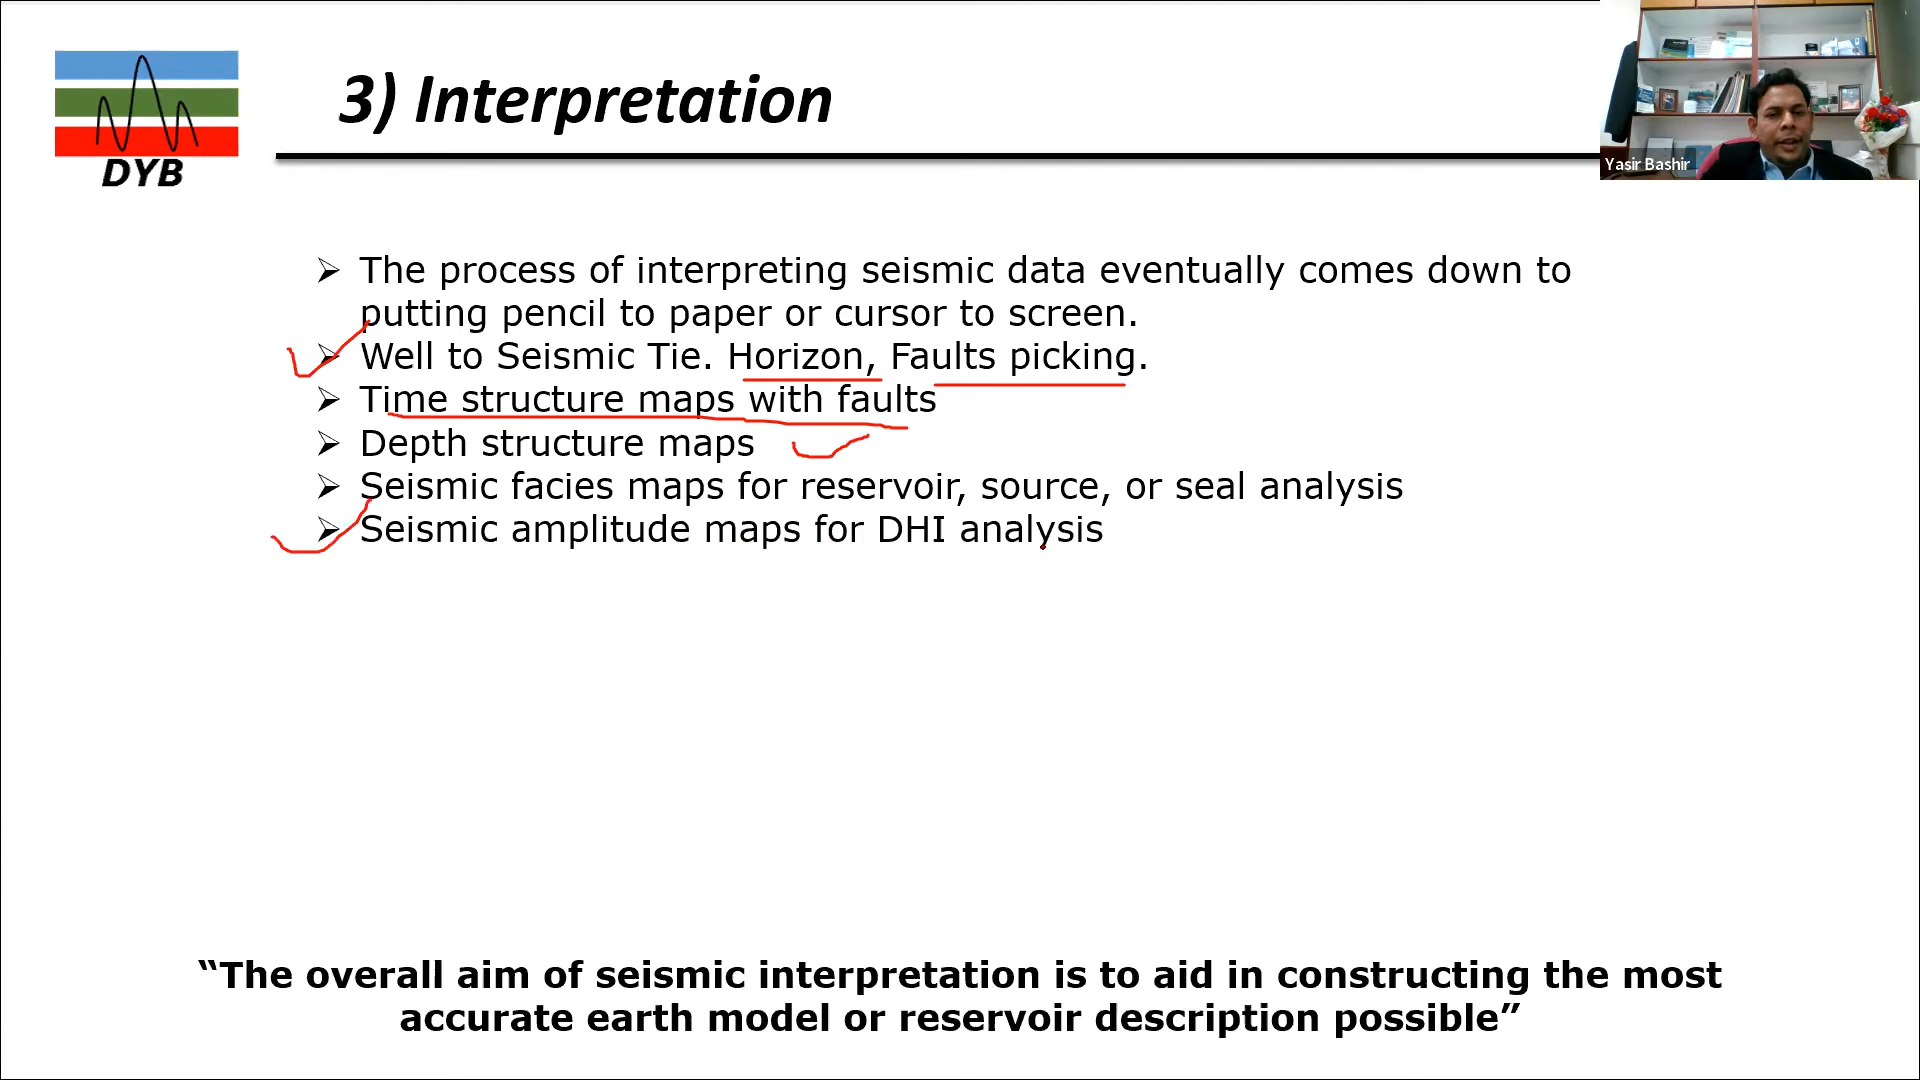 3) Interpretation
DYB
Yasir Bashir
➢ The process of interpreting seismic data eventually comes down to
putting pencil to paper or cursor to screen.
➢ Well to Seismic Tie. Horizon, Faults picking.
➢ Time structure maps with faults
➢ Depth structure maps
➢ Seismic facies maps for reservoir, source, or seal analysis
➢ Seismic amplitude maps for DHI analysis
“The overall aim of seismic interpretation is to aid in constructing the most
accurate earth model or reservoir description possible”